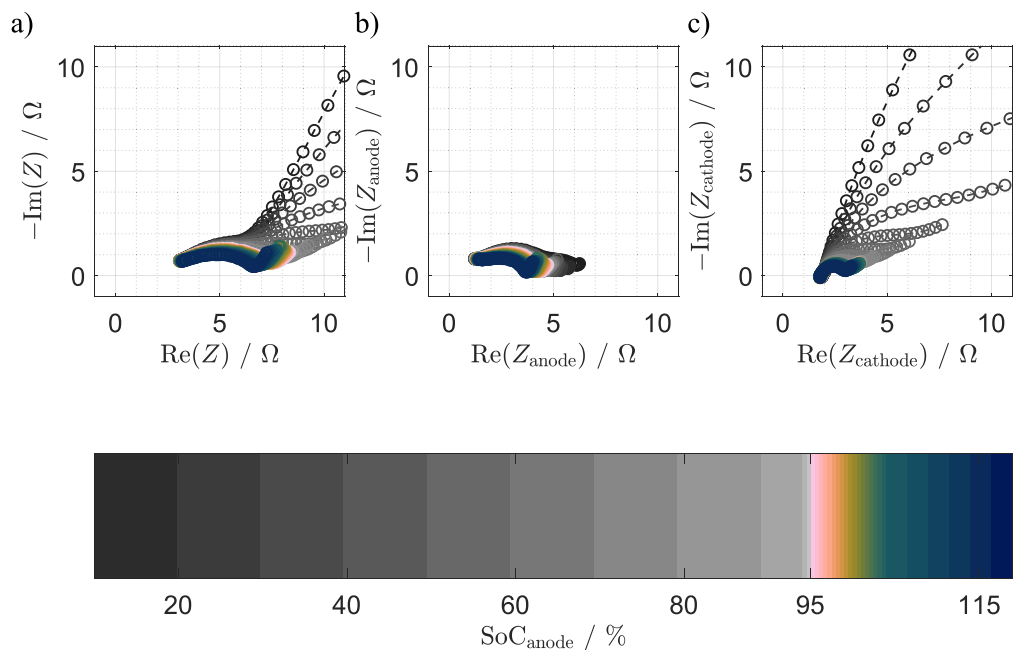 a)
b)
c)
10
5
0
−Im(Z) / Ω
0
5
10
Re(Z) / Ω
10
5
0
−Im(Z_anode) / Ω
0
5
10
Re(Z_anode) / Ω
10
5
0
−Im(Z_cathode) / Ω
0
5
10
Re(Z_cathode) / Ω
20
40
60
80
95
115
SoC_anode / %